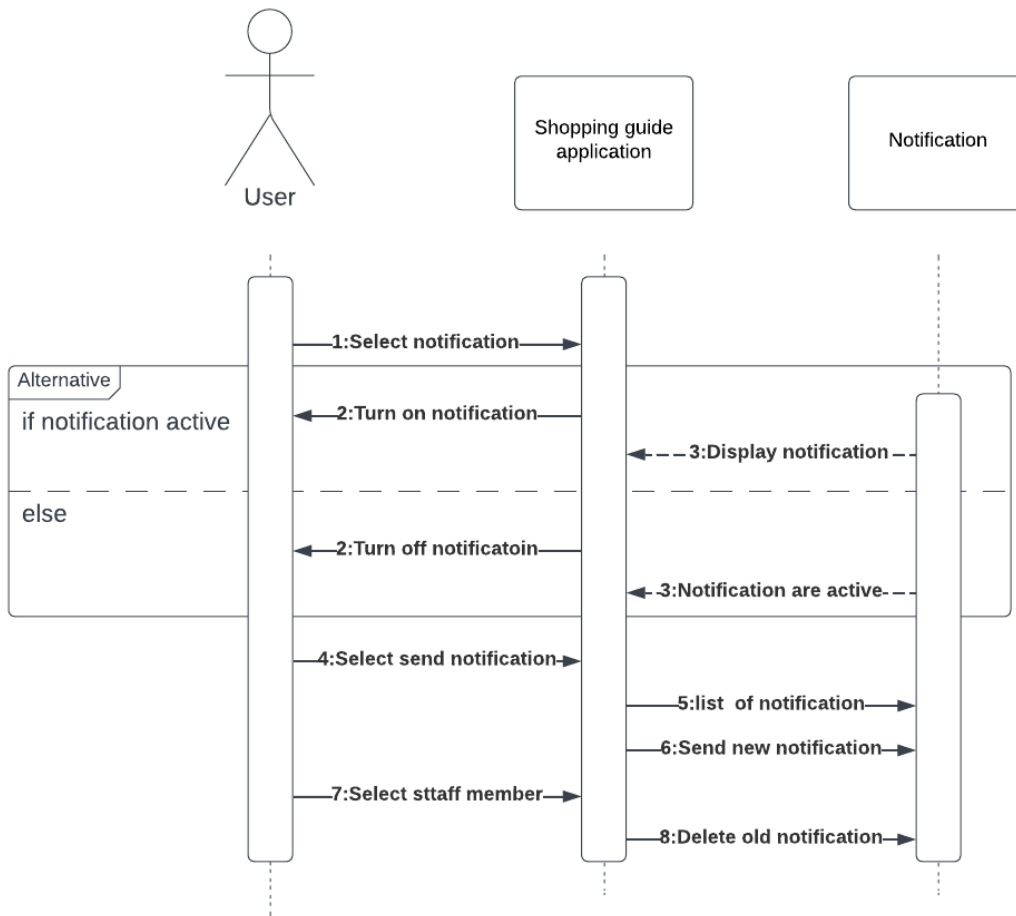 User
Shopping guide
application
Notification
1:Select notification
Alternative
if notification active
2:Turn on notification
3:Display notification
else
2:Turn off notificatoin
3:Notification are active
4:Select send notification
5:list  of notification
6:Send new notification
7:Select sttaff member
8:Delete old notification